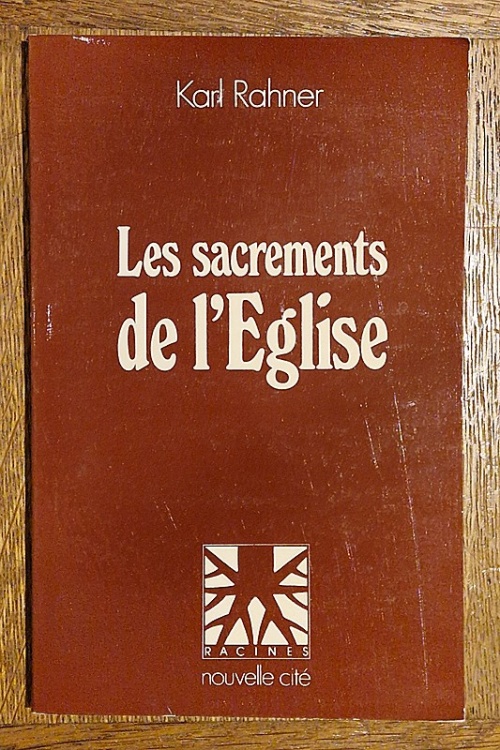 Karl Rahner
Les sacrements
de l'Eglise
RACINES
nouvelle cité